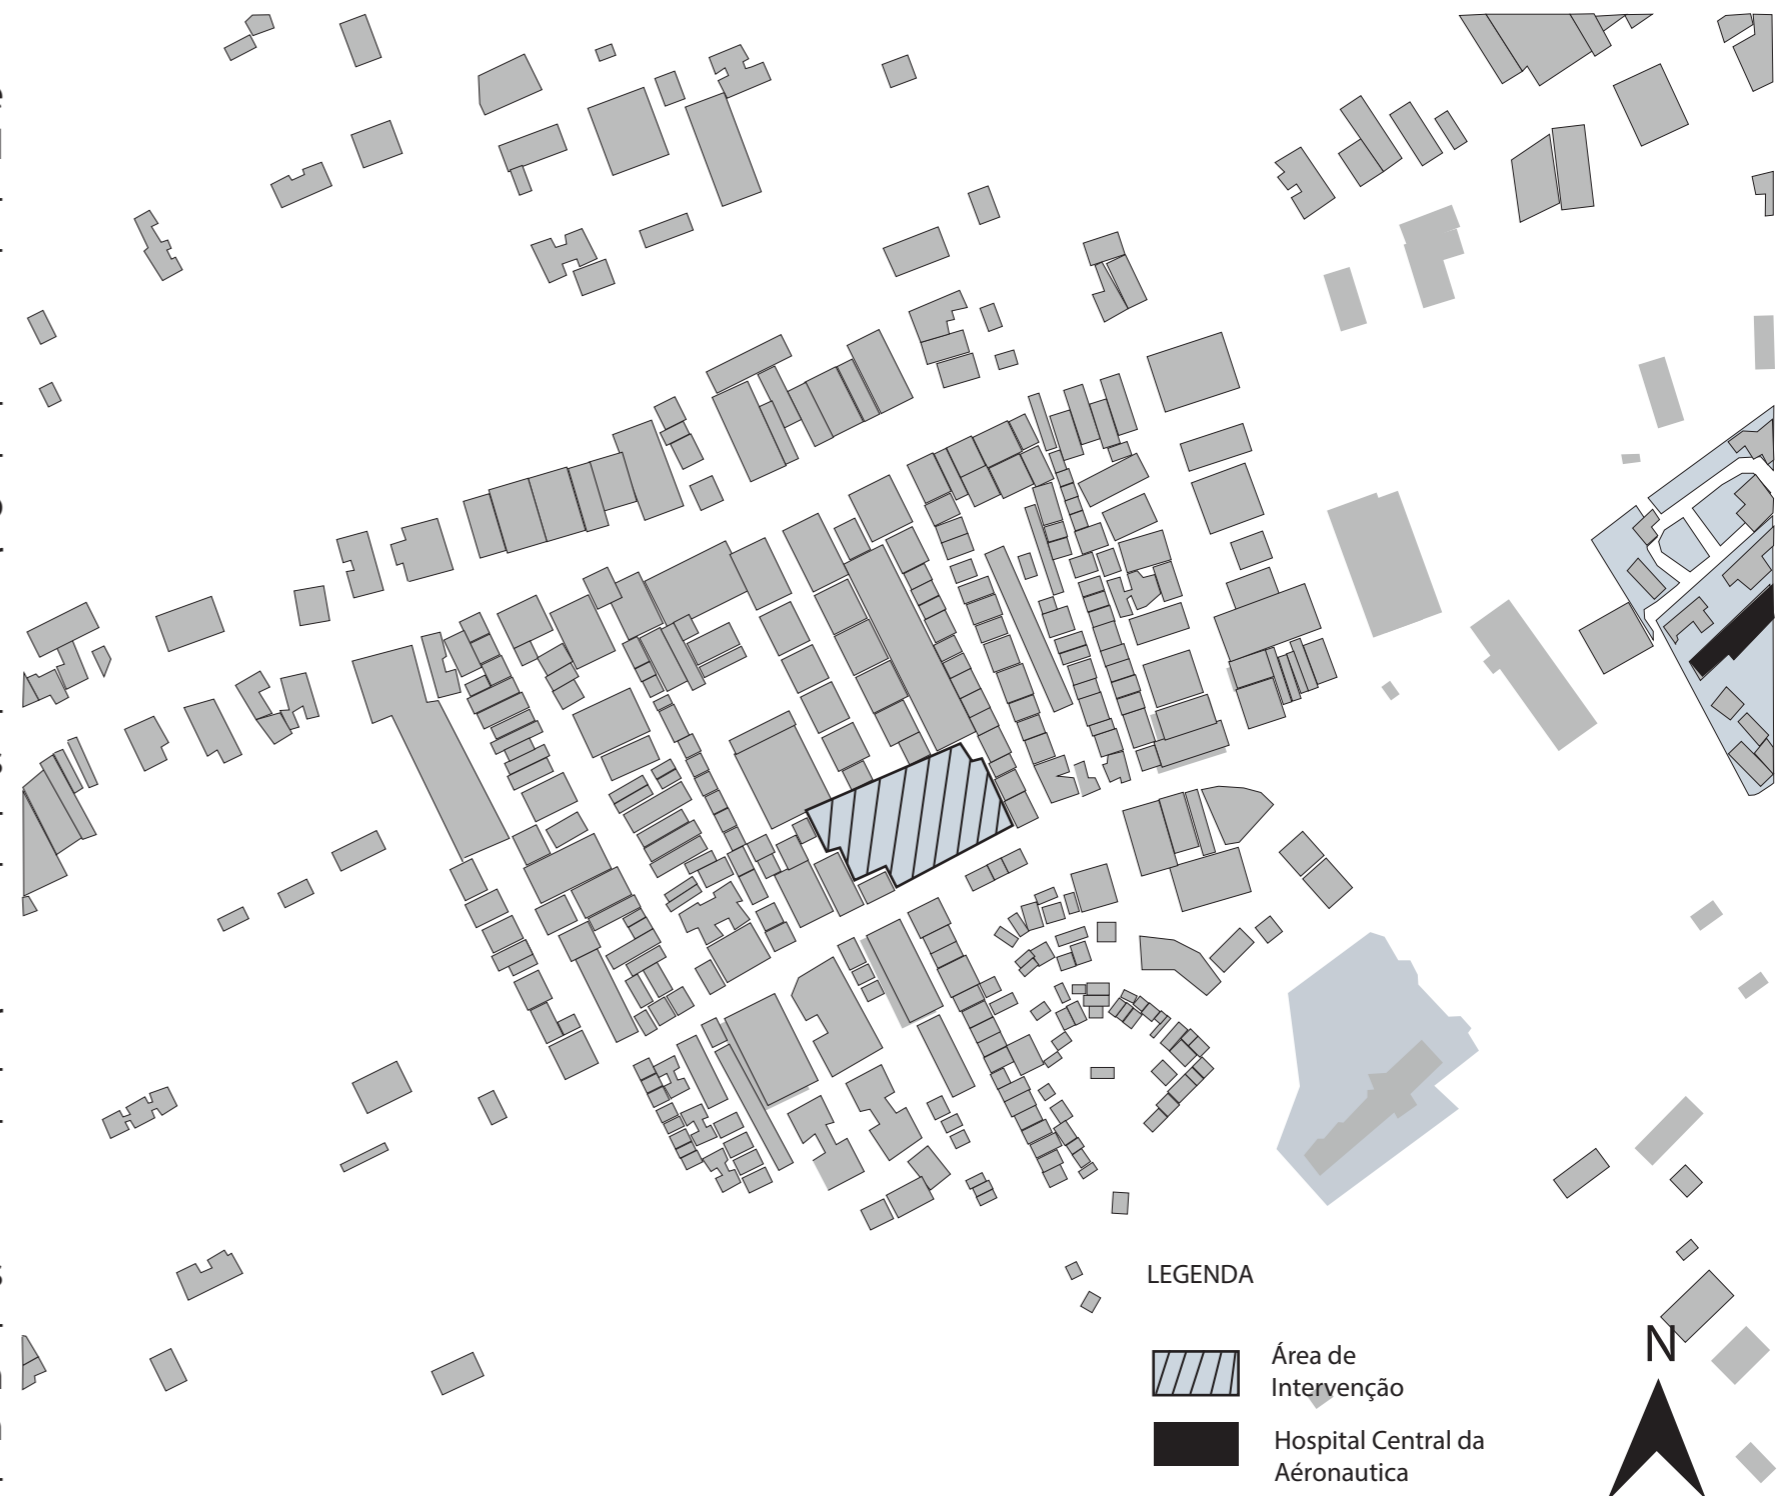 LEGENDA
Área de
Intervenção
Hospital Central da
Aéronautica
N